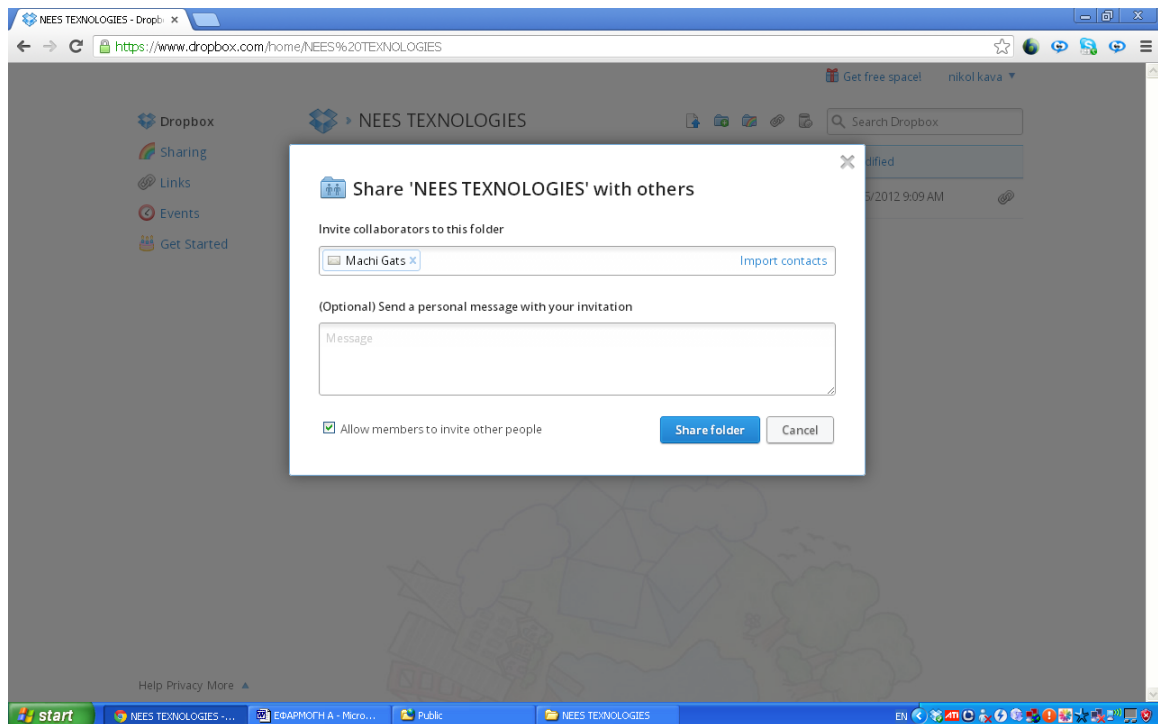 NEES TEXNOLOGIES - Dropb
https://www.dropbox.com/home/NEES%20TEXNOLOGIES
Get free space! nikol kava
Dropbox
NEES TEXNOLOGIES
Search Dropbox
Sharing
Links
Events
Get Started
dified
/2012 9:09 AM
Share 'NEES TEXNOLOGIES' with others
Invite collaborators to this folder
Machi Gats x
Import contacts
(Optional) Send a personal message with your invitation
Message
Allow members to invite other people
Share folder
Cancel
Help Privacy More
start
NEES TEXNOLOGIES -...
ΕΦΑΡΜΟΓΗ Α - Micro...
Public
NEES TEXNOLOGIES
EN
ATI